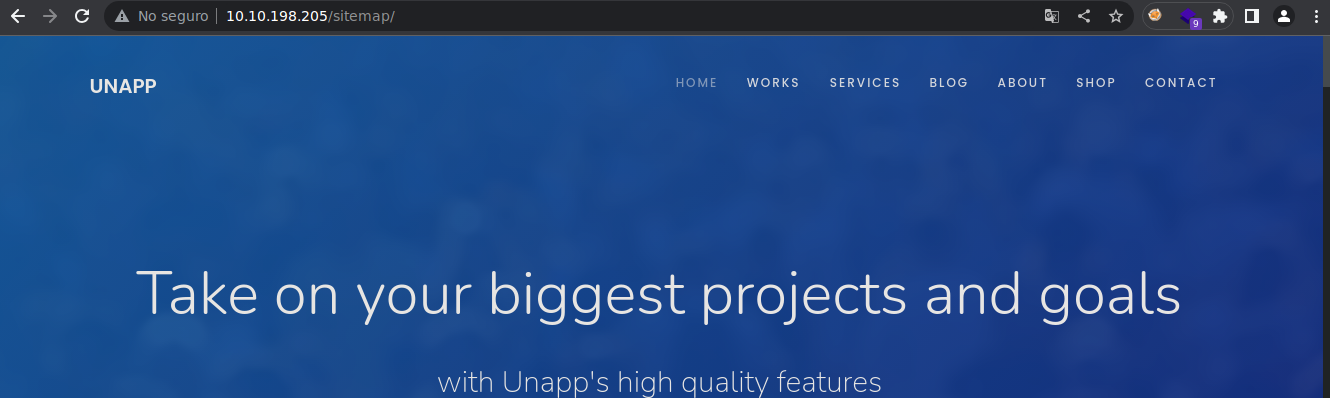 No seguro 10.10.198.205/sitemap/
9
UNAPP
HOME WORKS SERVICES BLOG ABOUT SHOP CONTACT
Take on your biggest projects and goals
with Unapp's high quality features